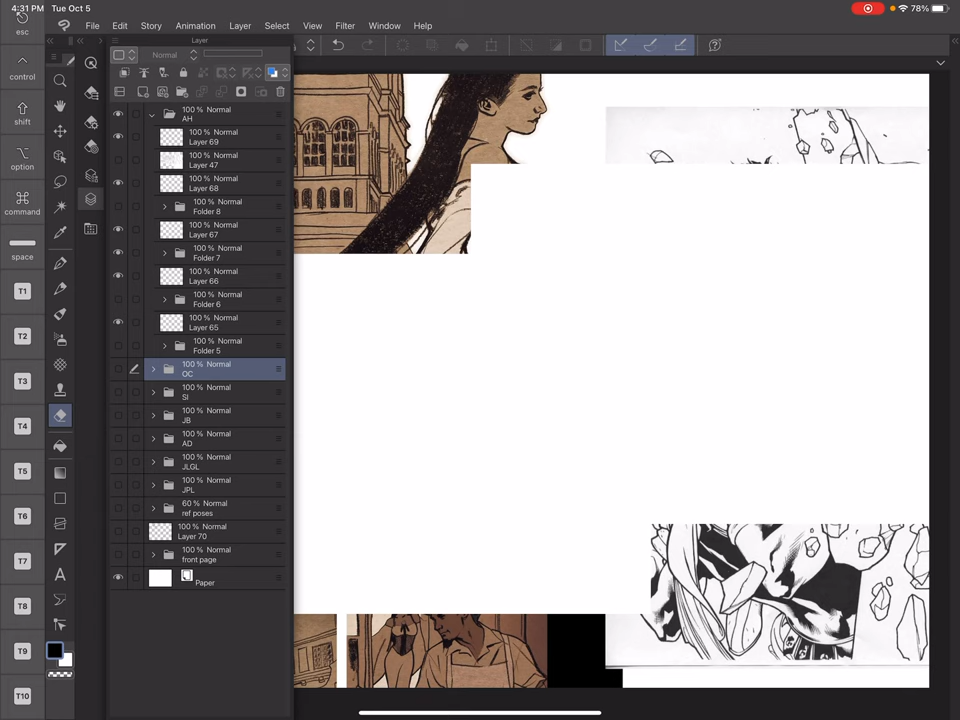 4:31 PM Tue Oct 5
78%
esc
File Edit Story Animation Layer Select View Filter Window Help
Layer
Normal
control
shift
option
command
space
T1
T2
T3
T4
T5
T6
T7
T8
T9
T10
100 % Normal
AH
100 % Normal
Layer 69
100 % Normal
Layer 47
100 % Normal
Layer 68
100 % Normal
Folder 8
100 % Normal
Layer 67
100 % Normal
Folder 7
100 % Normal
Layer 66
100 % Normal
Folder 6
100 % Normal
Layer 65
100 % Normal
Folder 5
100 % Normal
OC
100 % Normal
SI
100 % Normal
JB
100 % Normal
AD
100 % Normal
JLGL
100 % Normal
JPL
60 % Normal
ref poses
100 % Normal
Layer 70
100 % Normal
front page
Paper